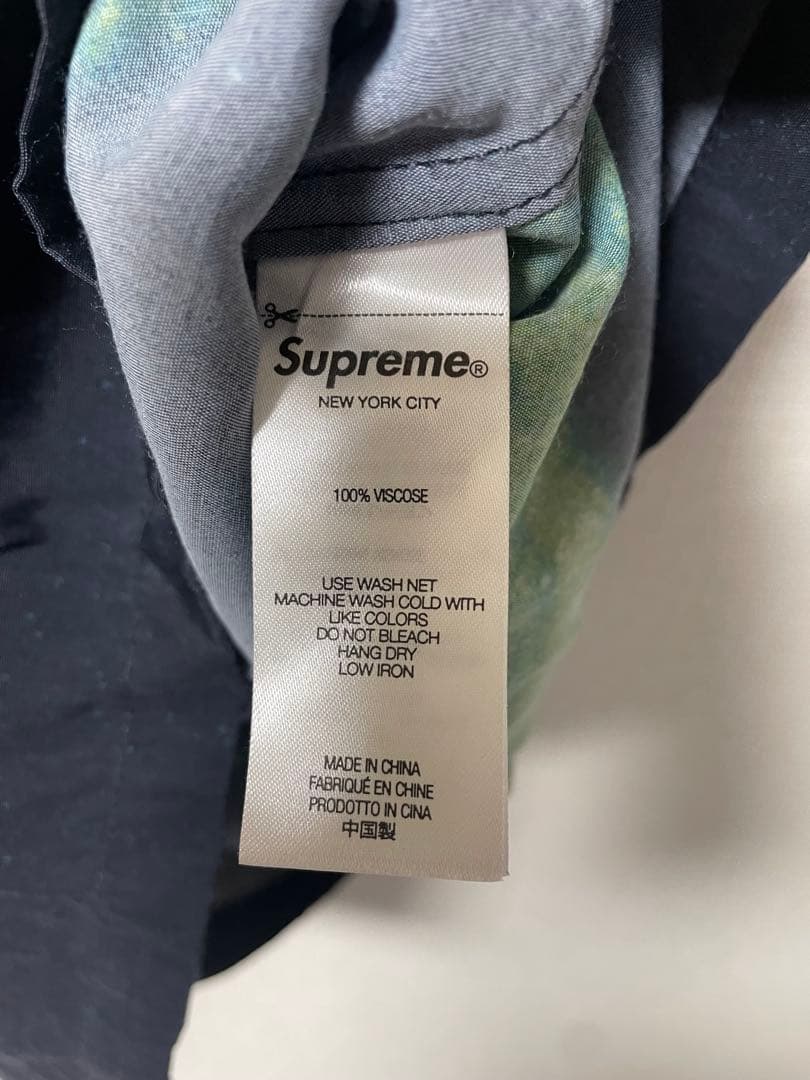 Supreme®
NEW YORK CITY
100% VISCOSE
USE WASH NET
MACHINE WASH COLD WITH
LIKE COLORS
DO NOT BLEACH
HANG DRY
LOW IRON
MADE IN CHINA
FABRIQUÉ EN CHINE
PRODOTTO IN CINA
中国製